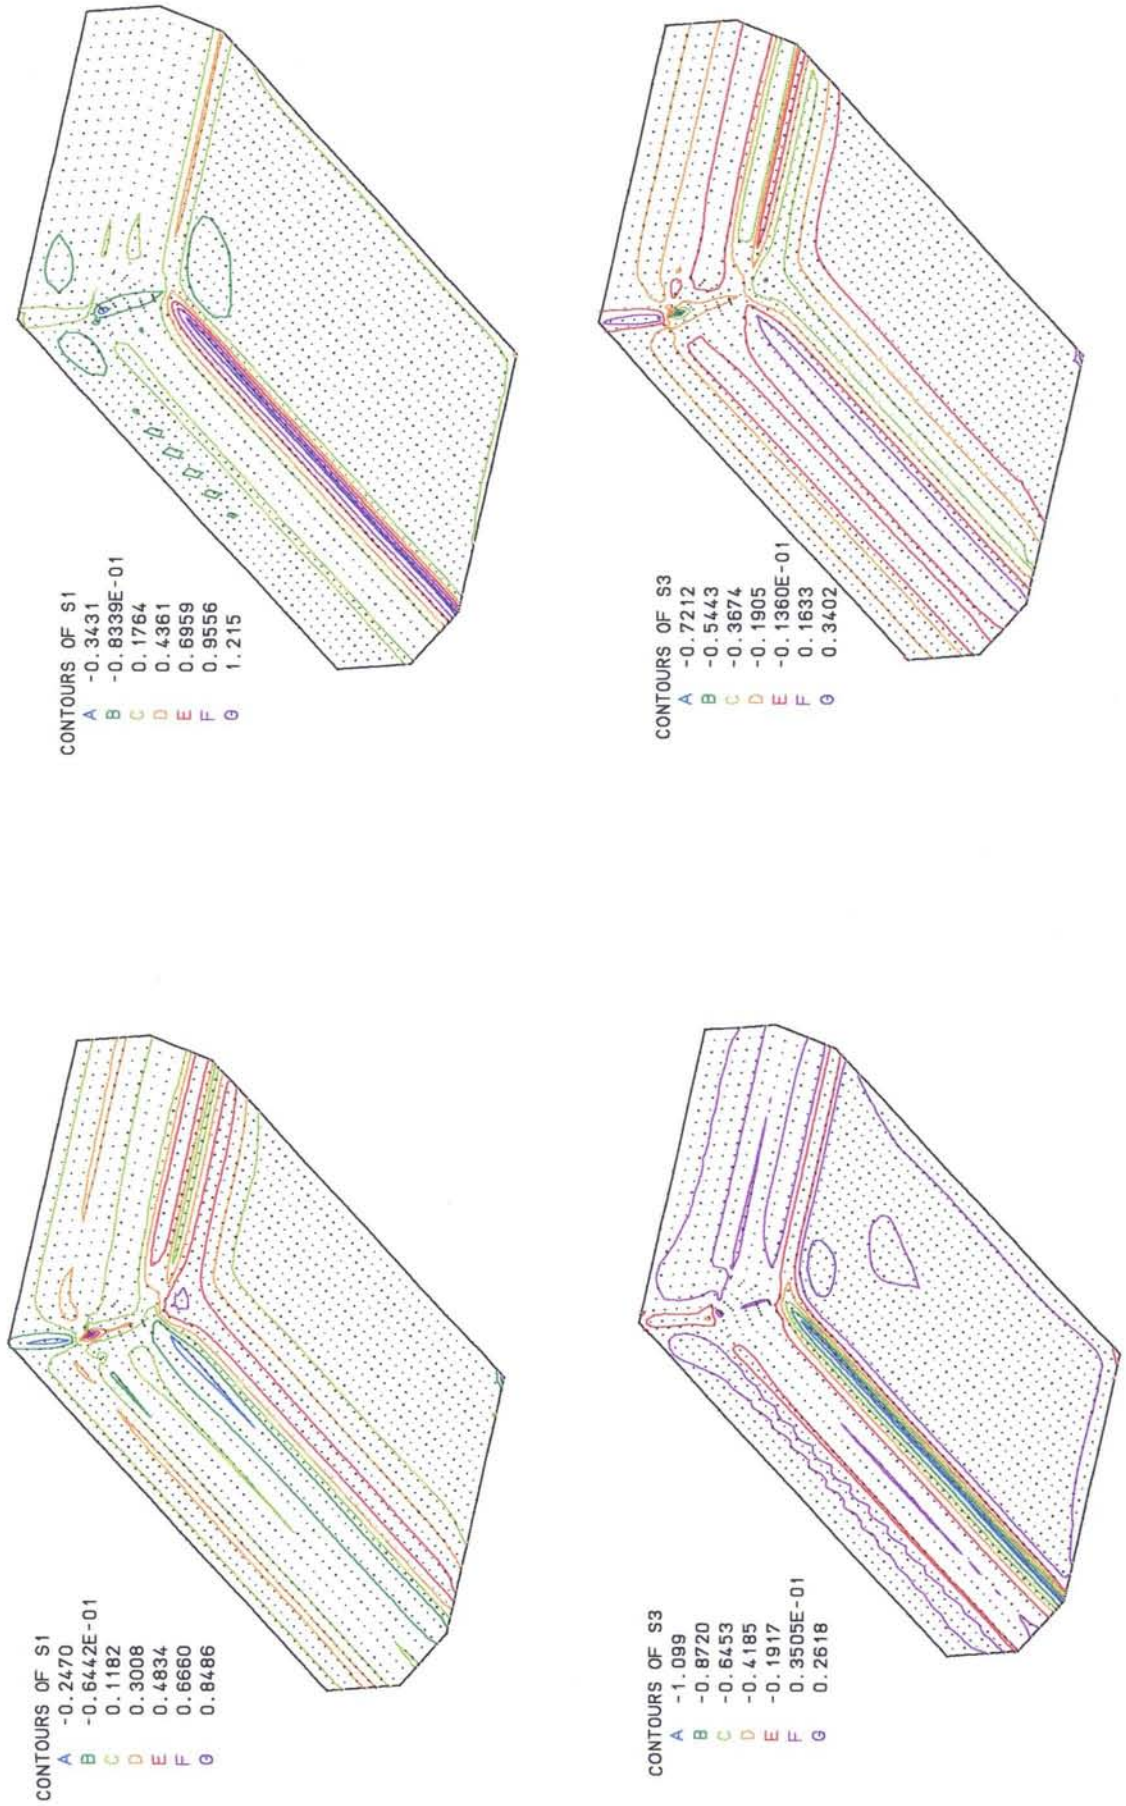 CONTOURS OF S1
A -0.3431
B -0.8339E-01
C 0.1764
D 0.4361
E 0.6959
F 0.9556
G 1.215
CONTOURS OF S3
A -0.7212
B -0.5443
C -0.3674
D -0.1905
E -0.1360E-01
F 0.1633
G 0.3402
CONTOURS OF S1
A -0.2470
B -0.6442E-01
C 0.1182
D 0.3008
E 0.4834
F 0.6660
G 0.8486
CONTOURS OF S3
A -1.099
B -0.8720
C -0.6453
D -0.4185
E -0.1917
F 0.3505E-01
G 0.2618